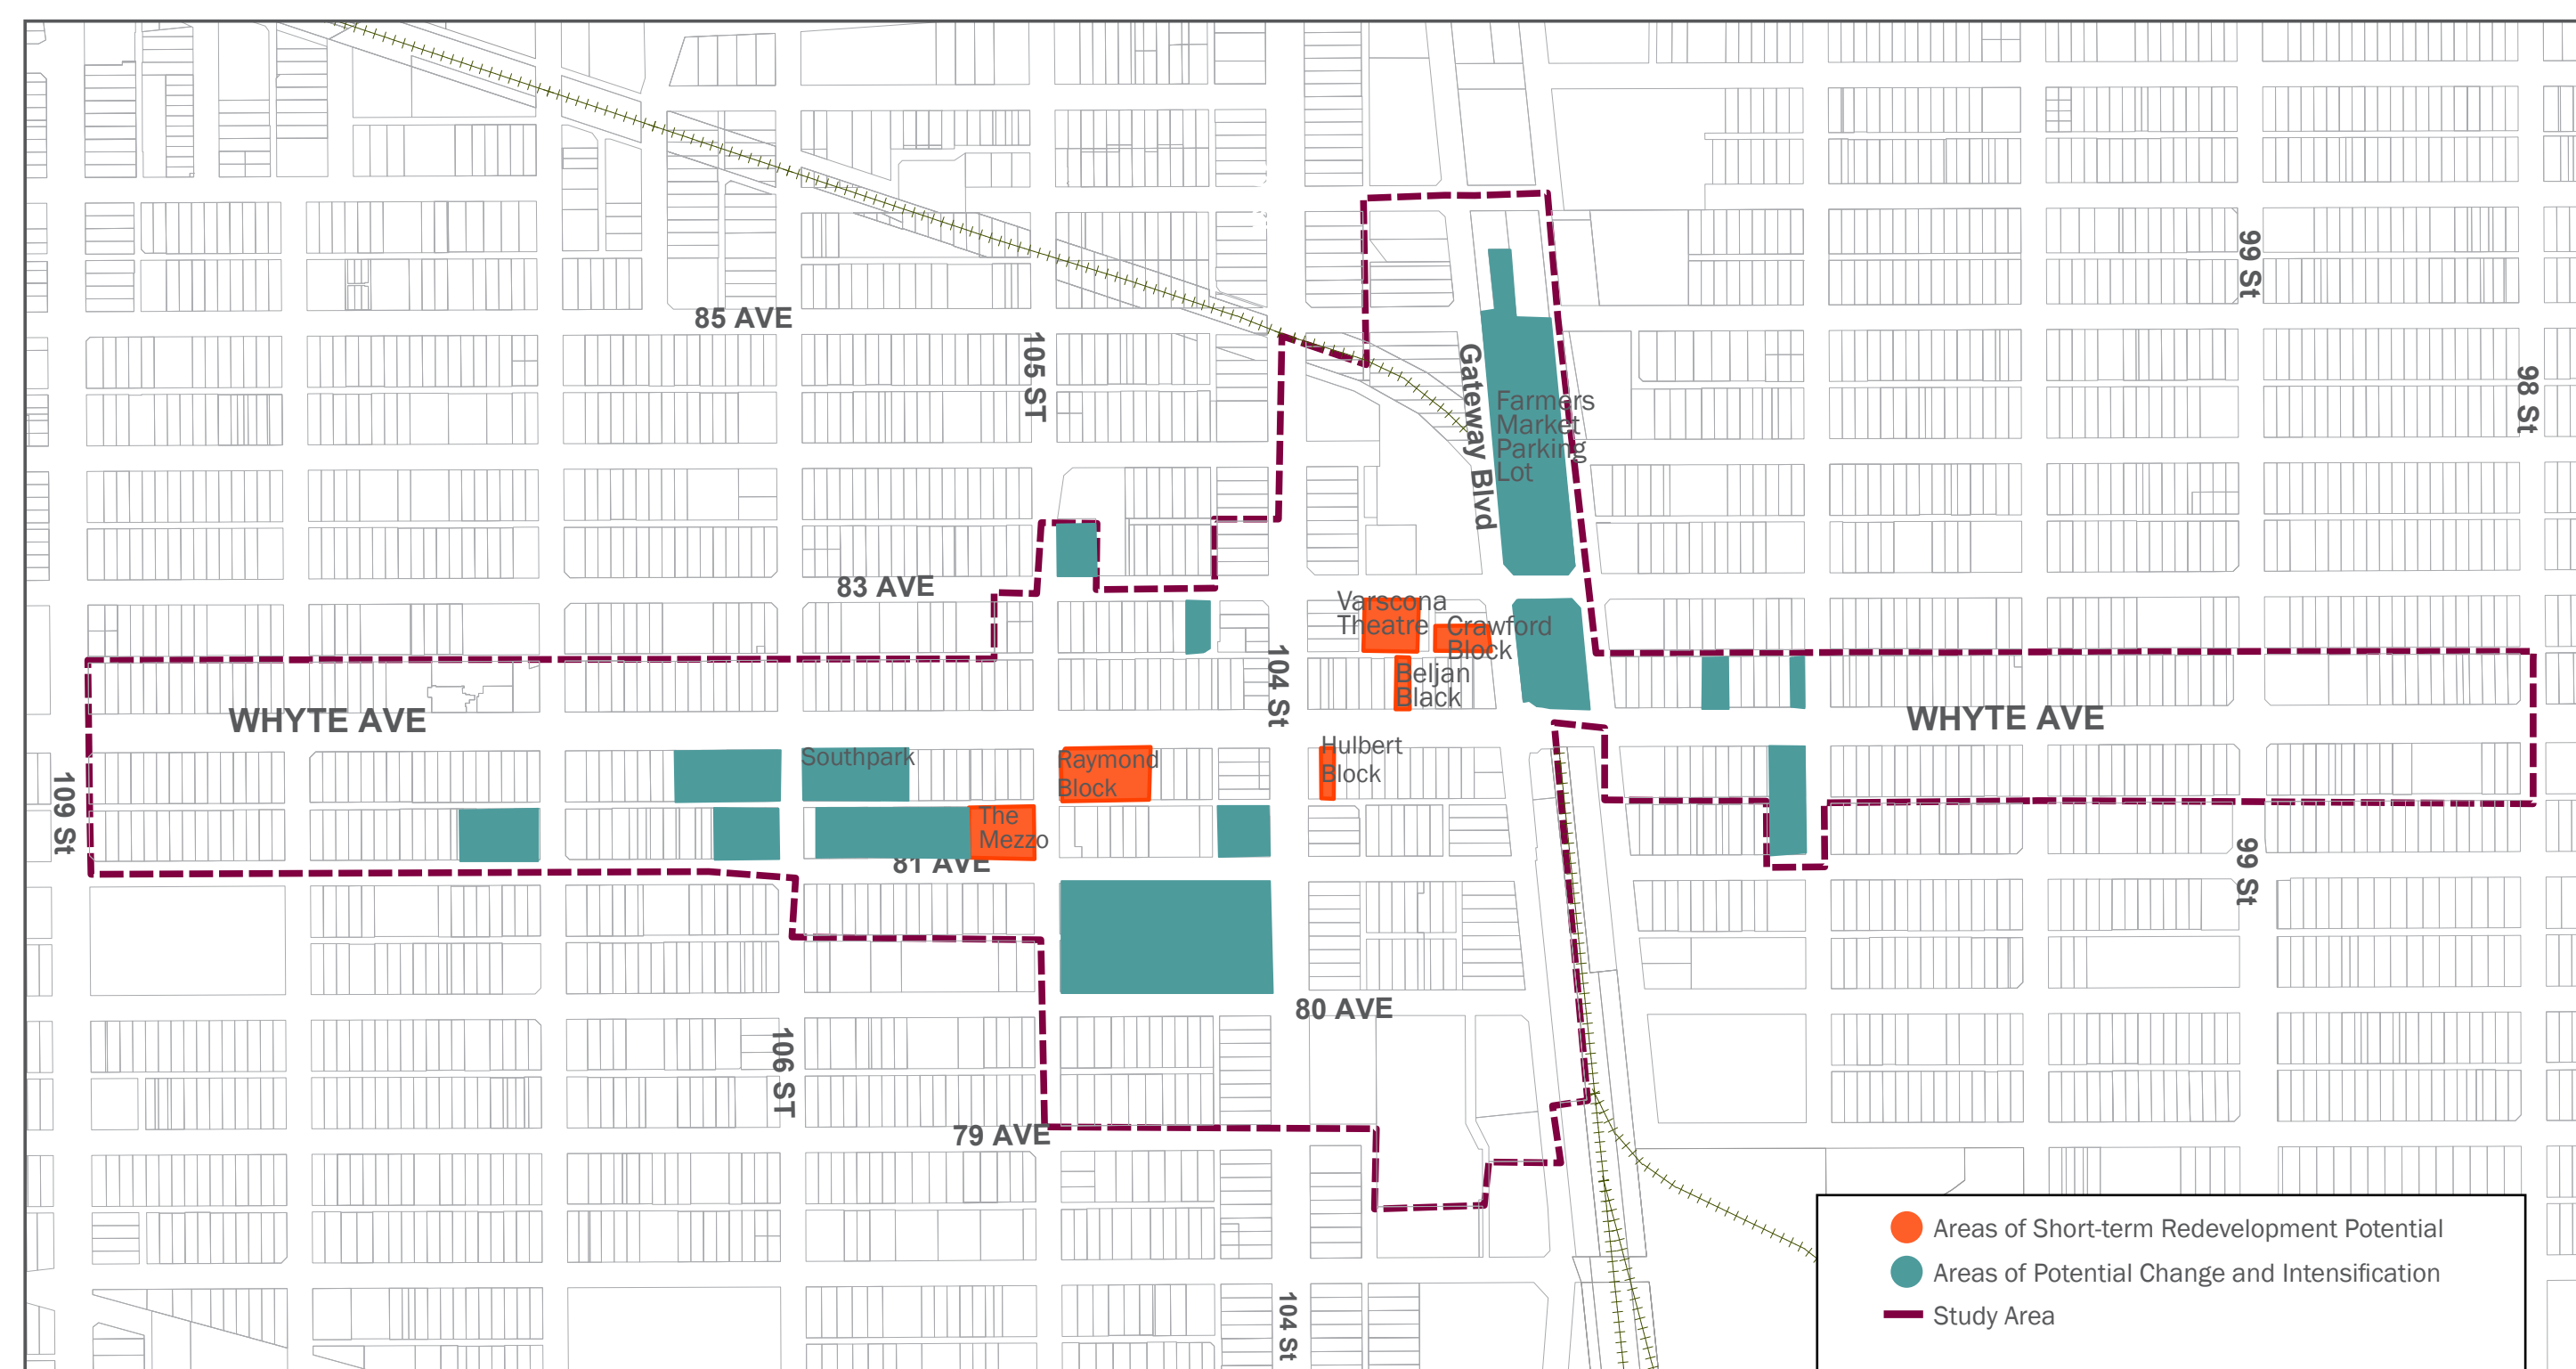 99 St
85 AVE
105 ST
Gateway Blvd
98 St
Farmers
Market
Parking
Lot
83 AVE
Varscona
Theatre
Crawford
Block
104 St
Beljan
Black
WHYTE AVE
WHYTE AVE
109 St
Southpark
Raymond
Block
Hulbert
Block
The
Mezzo
81 AVE
99 St
80 AVE
106 ST
79 AVE
104 St
Areas of Short-term Redevelopment Potential
Areas of Potential Change and Intensification
Study Area